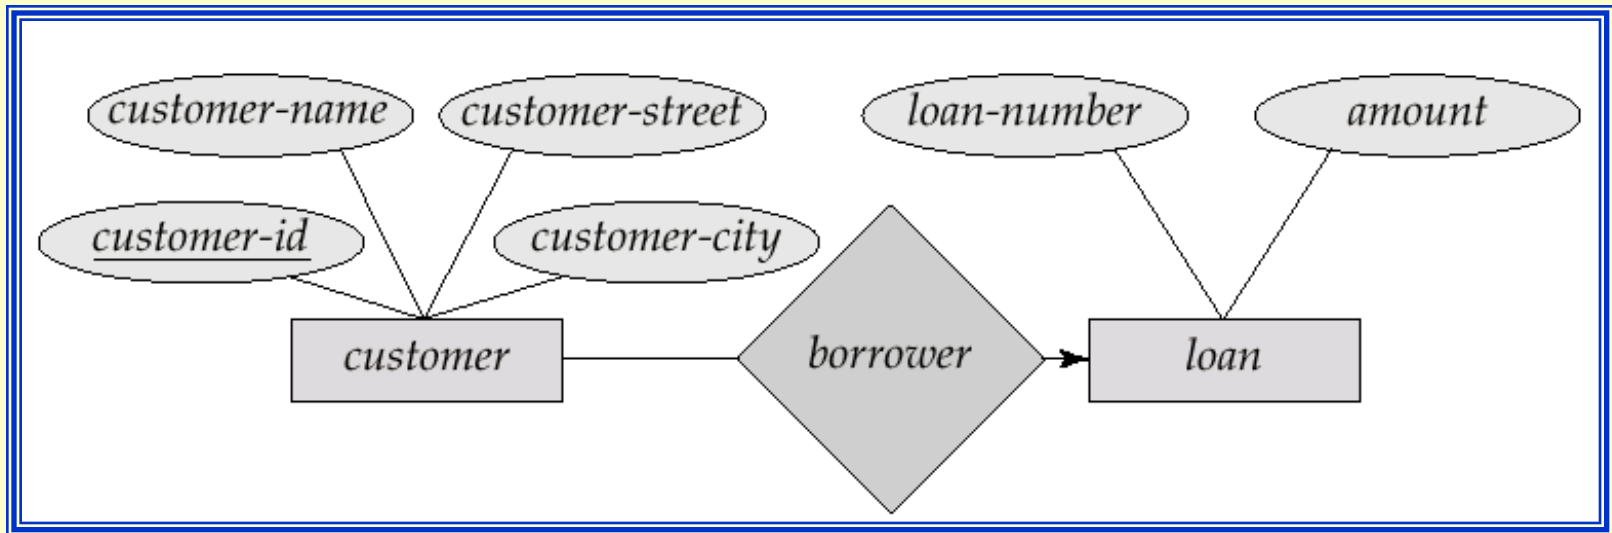 customer-name
customer-street
loan-number
amount
customer-id
customer-city
customer
borrower
loan